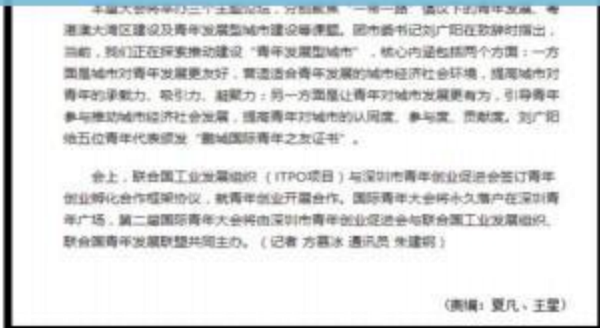 本届大会将举办三个主题论坛，分别聚焦“一带一路”倡议下的青年发展、粤
港澳大湾区建设及青年发展型城市建设等课题。团市委书记刘广阳在致辞时指出，
当前，我们正在探索推动建设“青年发展型城市”，核心内涵包括两个方面：一方
面是城市对青年发展更友好，营造适合青年发展的城市经济社会环境，提高城市对
青年的承载力、吸引力、凝聚力；另一方面是让青年对城市发展更有为，引导青年
参与推动城市经济社会发展，提高青年对城市的认同度、参与度、贡献度。刘广阳
给五位青年代表颁发“鹏城国际青年之友证书”。
会上，联合国工业发展组织（ITPO项目）与深圳市青年创业促进会签订青年
创业孵化合作框架协议，就青年创业开展合作。国际青年大会将永久落户在深圳青
年广场，第二届国际青年大会将由深圳市青年创业促进会与联合国工业发展组织、
联合国青年发展联盟共同主办。（记者 方慕冰 通讯员 朱建纲）
（责编：夏凡、王星）